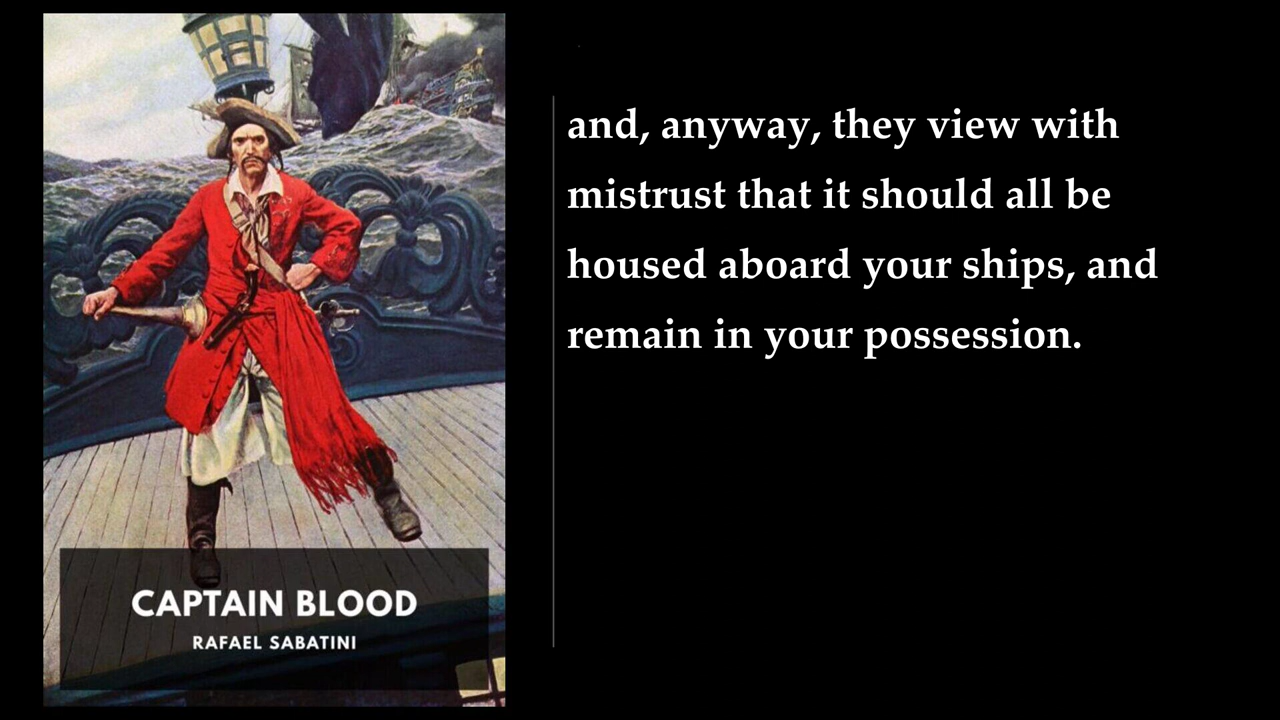 and, anyway, they view with
mistrust that it should all be
housed aboard your ships, and
remain in your possession.
CAPTAIN BLOOD
RAFAEL SABATINI